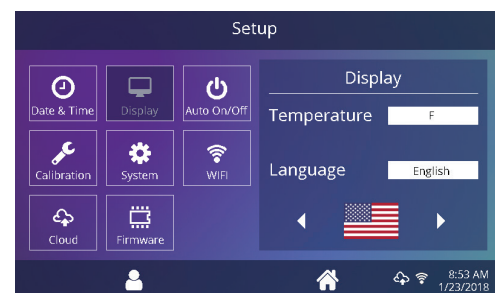 Setup
Date & Time
Display
Auto On/Off
Calibration
System
WIFI
Cloud
Firmware
Display
Temperature F
Language English
8:53 AM
1/23/2018